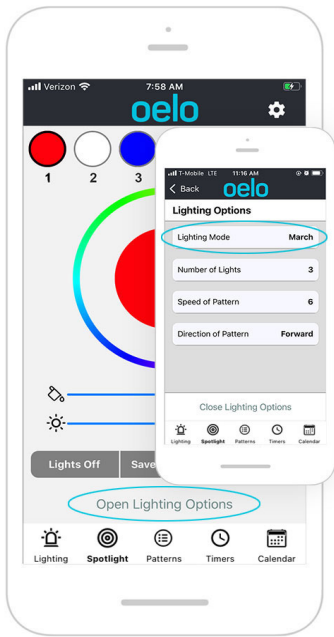 Verizon 7:58 AM
oelo
1 2 3
Lights Off Save
Open Lighting Options
Lighting Spotlight Patterns Timers Calendar
T-Mobile LTE 11:16 AM
Back oelo
Lighting Options
Lighting Mode March
Number of Lights 3
Speed of Pattern 6
Direction of Pattern Forward
Close Lighting Options
Lighting Spotlight Patterns Timers Calendar